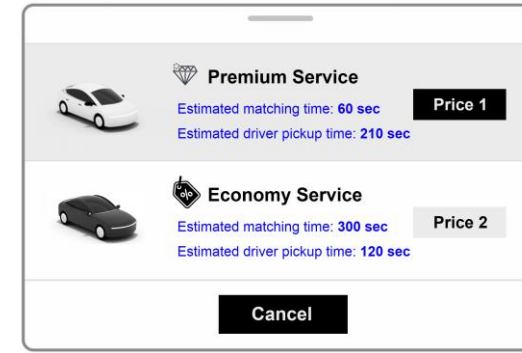 Premium Service
Estimated matching time: 60 sec
Price 1
Estimated driver pickup time: 210 sec
%
Economy Service
Estimated matching time: 300 sec
Price 2
Estimated driver pickup time: 120 sec
Cancel